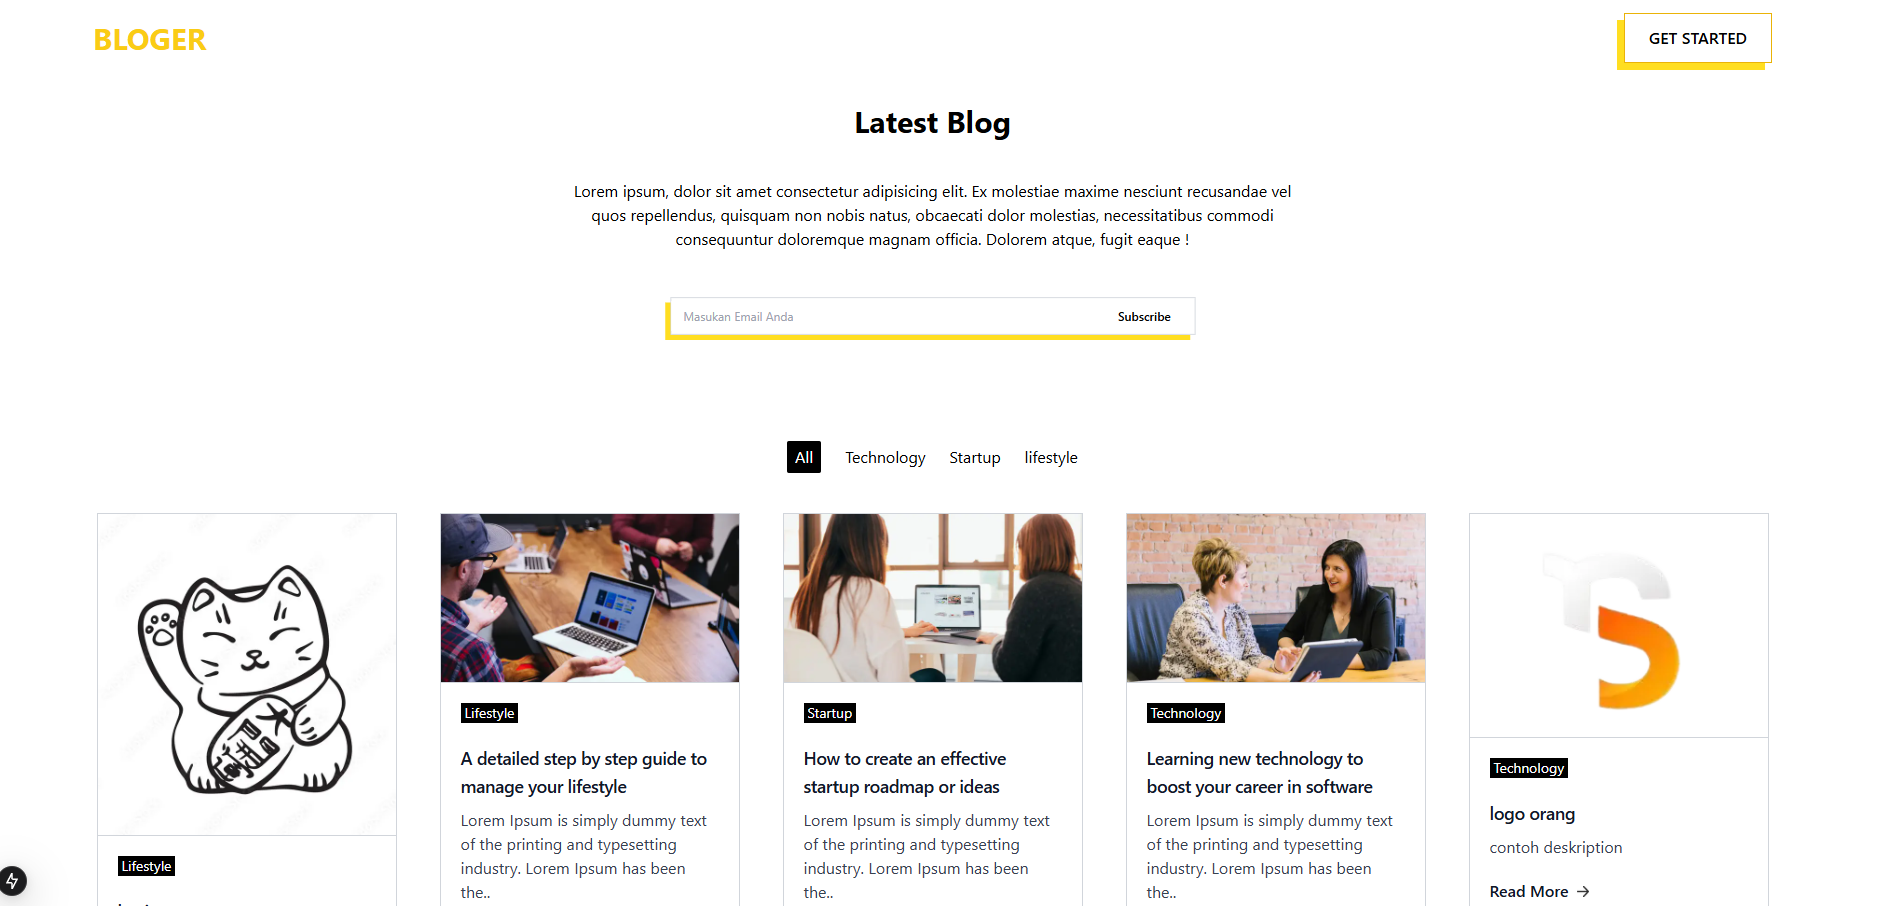 BLOGER
GET STARTED
Latest Blog
Lorem ipsum, dolor sit amet consectetur adipisicing elit. Ex molestiae maxime nesciunt recusandae vel
quos repellendus, quisquam non nobis natus, obcaecati dolor molestias, necessitatibus commodi
consequuntur doloremque magnam officia. Dolorem atque, fugit eaque !
Masukan Email Anda
Subscribe
All
Technology
Startup
lifestyle
Lifestyle
Lifestyle
A detailed step by step guide to
manage your lifestyle
Lorem Ipsum is simply dummy text
of the printing and typesetting
industry. Lorem Ipsum has been
the..
Startup
How to create an effective
startup roadmap or ideas
Lorem Ipsum is simply dummy text
of the printing and typesetting
industry. Lorem Ipsum has been
the..
Technology
Learning new technology to
boost your career in software
Lorem Ipsum is simply dummy text
of the printing and typesetting
industry. Lorem Ipsum has been
the..
Technology
logo orang
contoh deskription
Read More